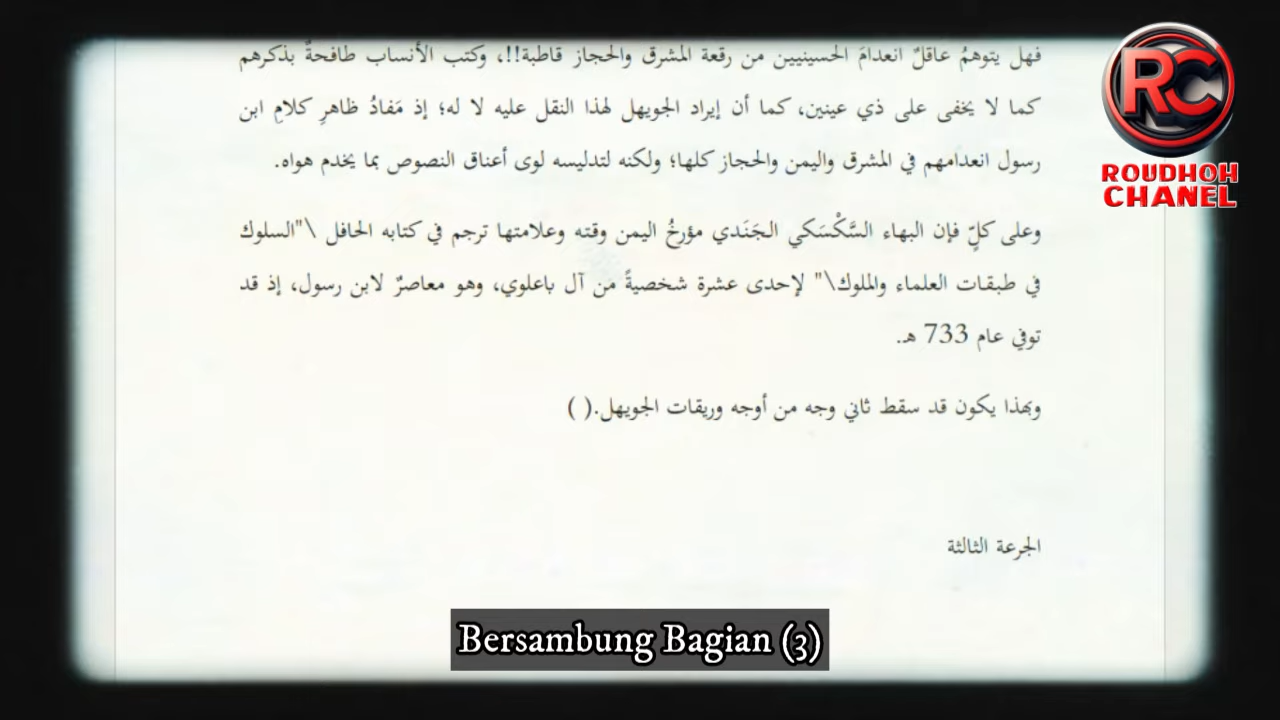 فهل يتوهمُ عاقلٌ انعدامَ الحسينيين من رقعة المشرق والحجاز قاطبة!!، وكتب الأنساب طافحةٌ بذكرهم
كما لا يخفى على ذي عينين، كما أن إيراد الجويهل لهذا النقل عليه لا له؛ إذ مَفادُ ظاهرِ كلامِ ابن
رسول انعدامهم في المشرق واليمن والحجاز كلها؛ ولكنه لتدليسه لوى أعناق النصوص بما يخدم هواه.
وعلى كلٍّ فإن البهاء السَّكْسَكي الجَنَدي مؤرخُ اليمن وقته وعلامتها ترجم في كتابه الحافل \"السلوك
في طبقات العلماء والملوك\" لإحدى عشرة شخصيةً من آل باعلوي، وهو معاصرٌ لابن رسول، إذ قد
توفي عام 733 هـ.
وبهذا يكون قد سقط ثاني وجه من أوجه وريقات الجويهل.( )
الجرعة الثالثة
RC
ROUDHOH
CHANEL
Bersambung Bagian (3)